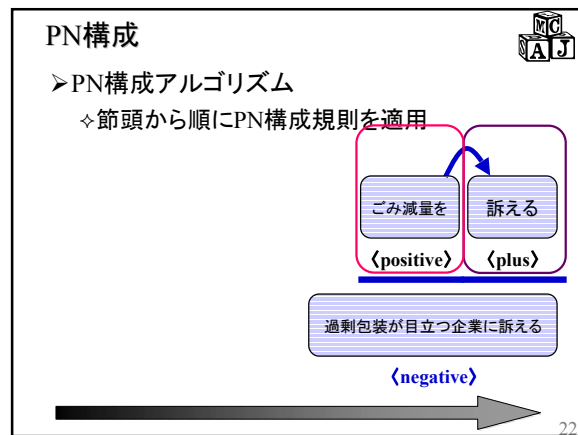 PN構成
MC
SAJ
➢PN構成アルゴリズム
✧節頭から順にPN構成規則を適用
ごみ減量を 訴える
〈positive〉 〈plus〉
過剰包装が目立つ企業に訴える
〈negative〉
22